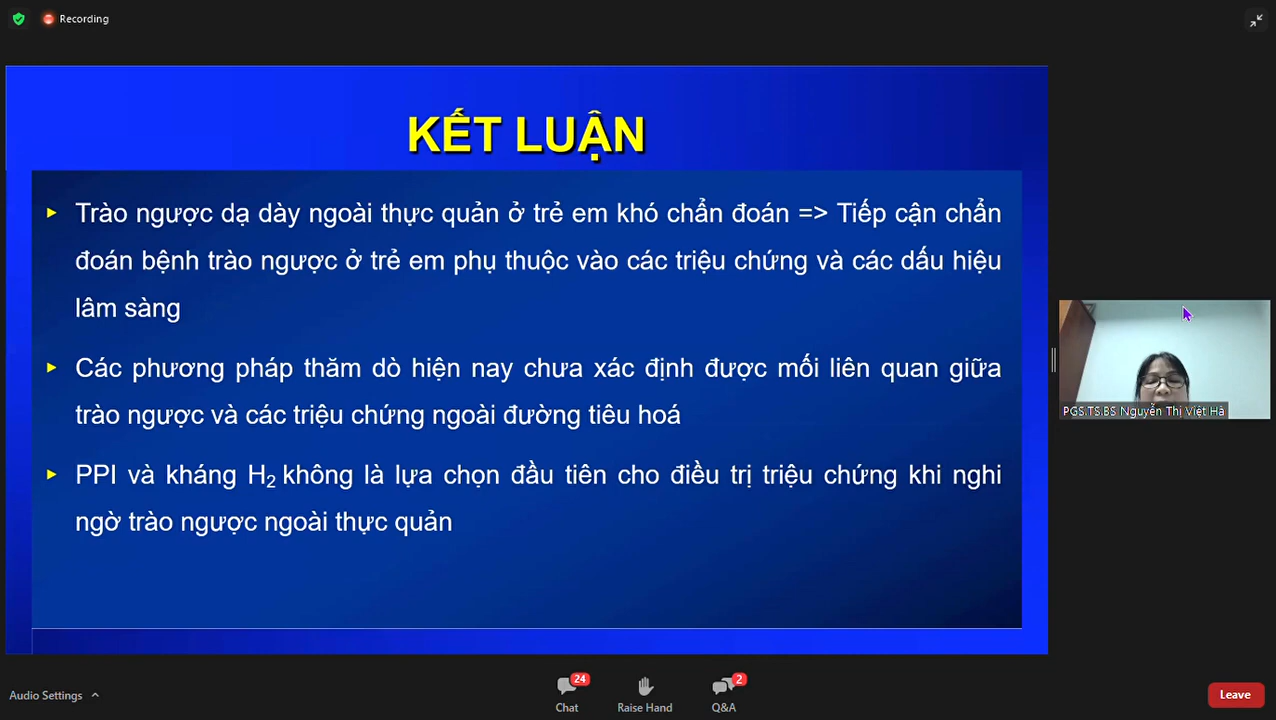 Recording
KẾT LUẬN
Trào ngược dạ dày ngoài thực quản ở trẻ em khó chẩn đoán => Tiếp cận chẩn
đoán bệnh trào ngược ở trẻ em phụ thuộc vào các triệu chứng và các dấu hiệu
lâm sàng
Các phương pháp thăm dò hiện nay chưa xác định được mối liên quan giữa
trào ngược và các triệu chứng ngoài đường tiêu hoá
PPI và kháng H₂ không là lựa chọn đầu tiên cho điều trị triệu chứng khi nghi
ngờ trào ngược ngoài thực quản
PGS.TS.BS Nguyễn Thị Việt Hà
Audio Settings
24
Chat
Raise Hand
2
Q&A
Leave